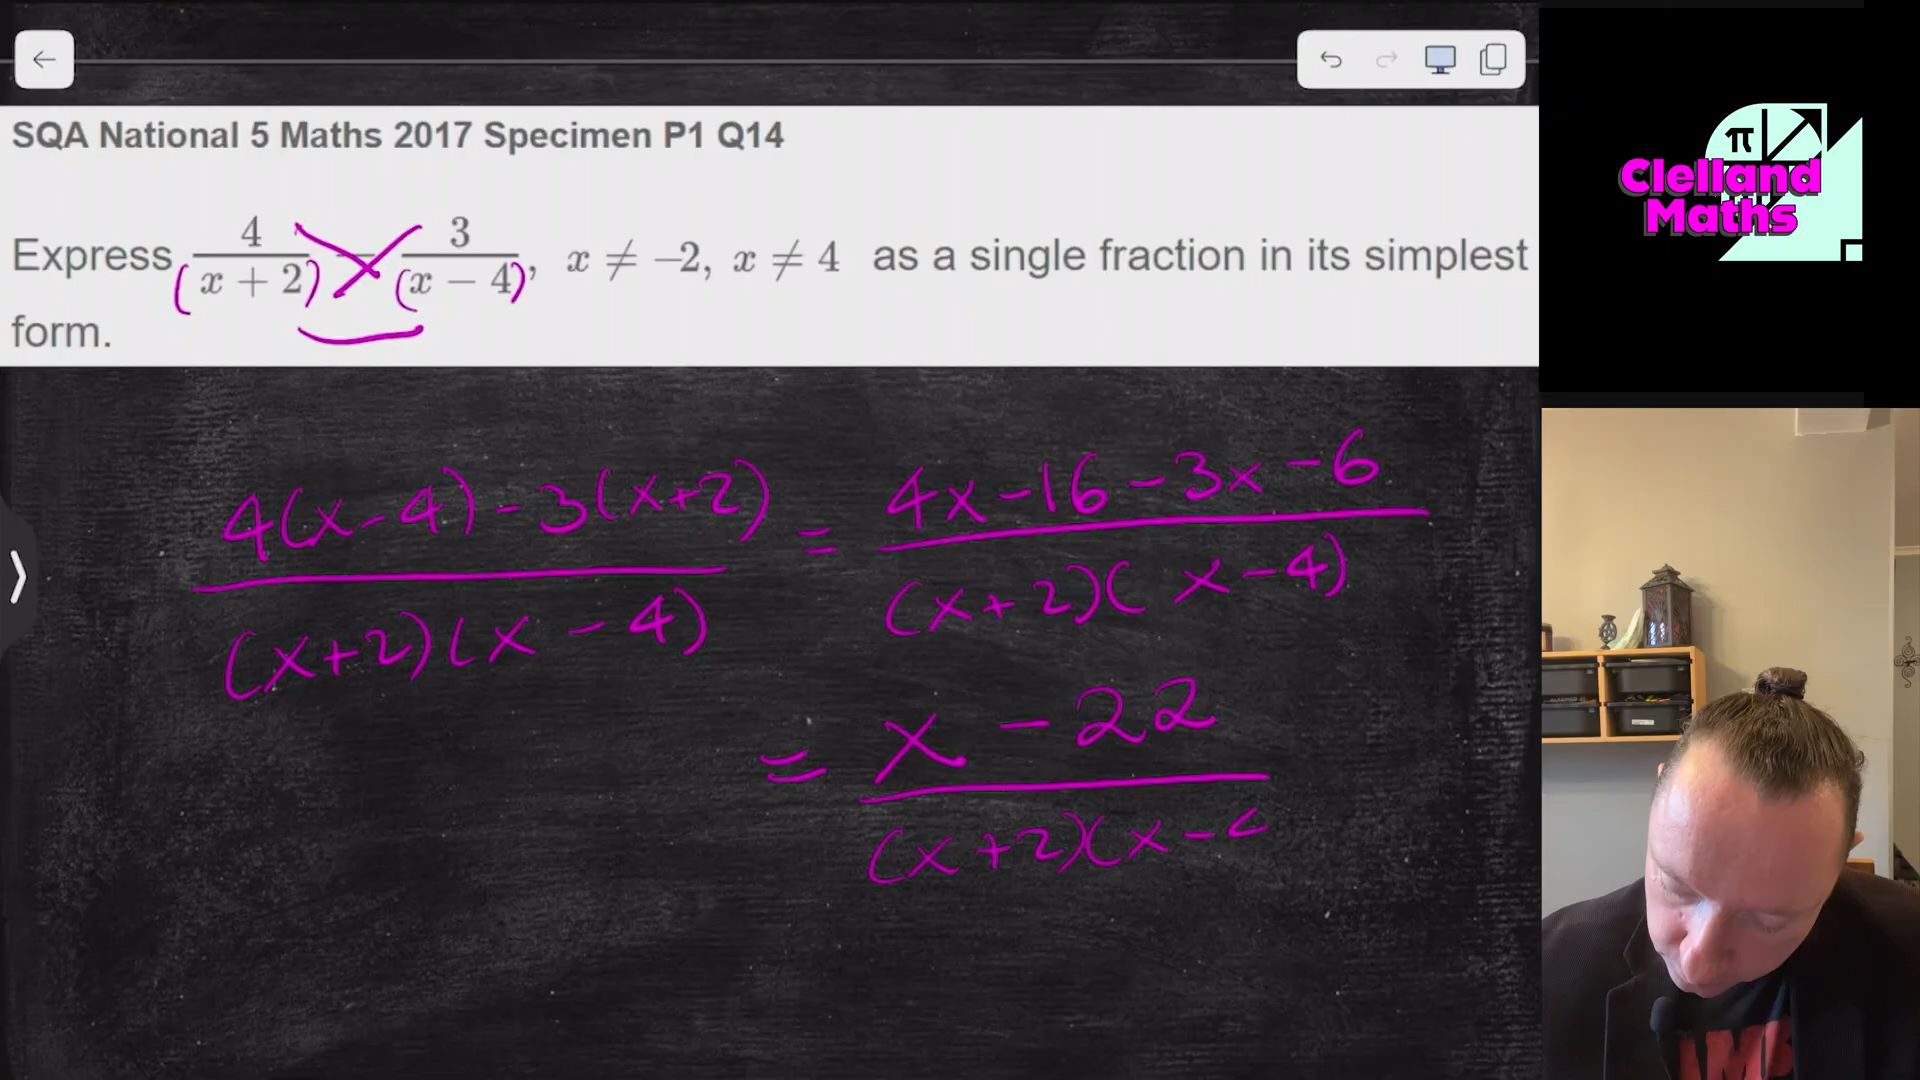 SQA National 5 Maths 2017 Specimen P1 Q14
Express 4/(x + 2) − 3/(x − 4), x ≠ −2, x ≠ 4 as a single fraction in its simplest
form.
4(x-4)-3(x+2) = 4x-16-3x-6
(x+2)(x-4) (x+2)(x-4)
= x-22
(x+2)(x-
π
Clelland
Maths